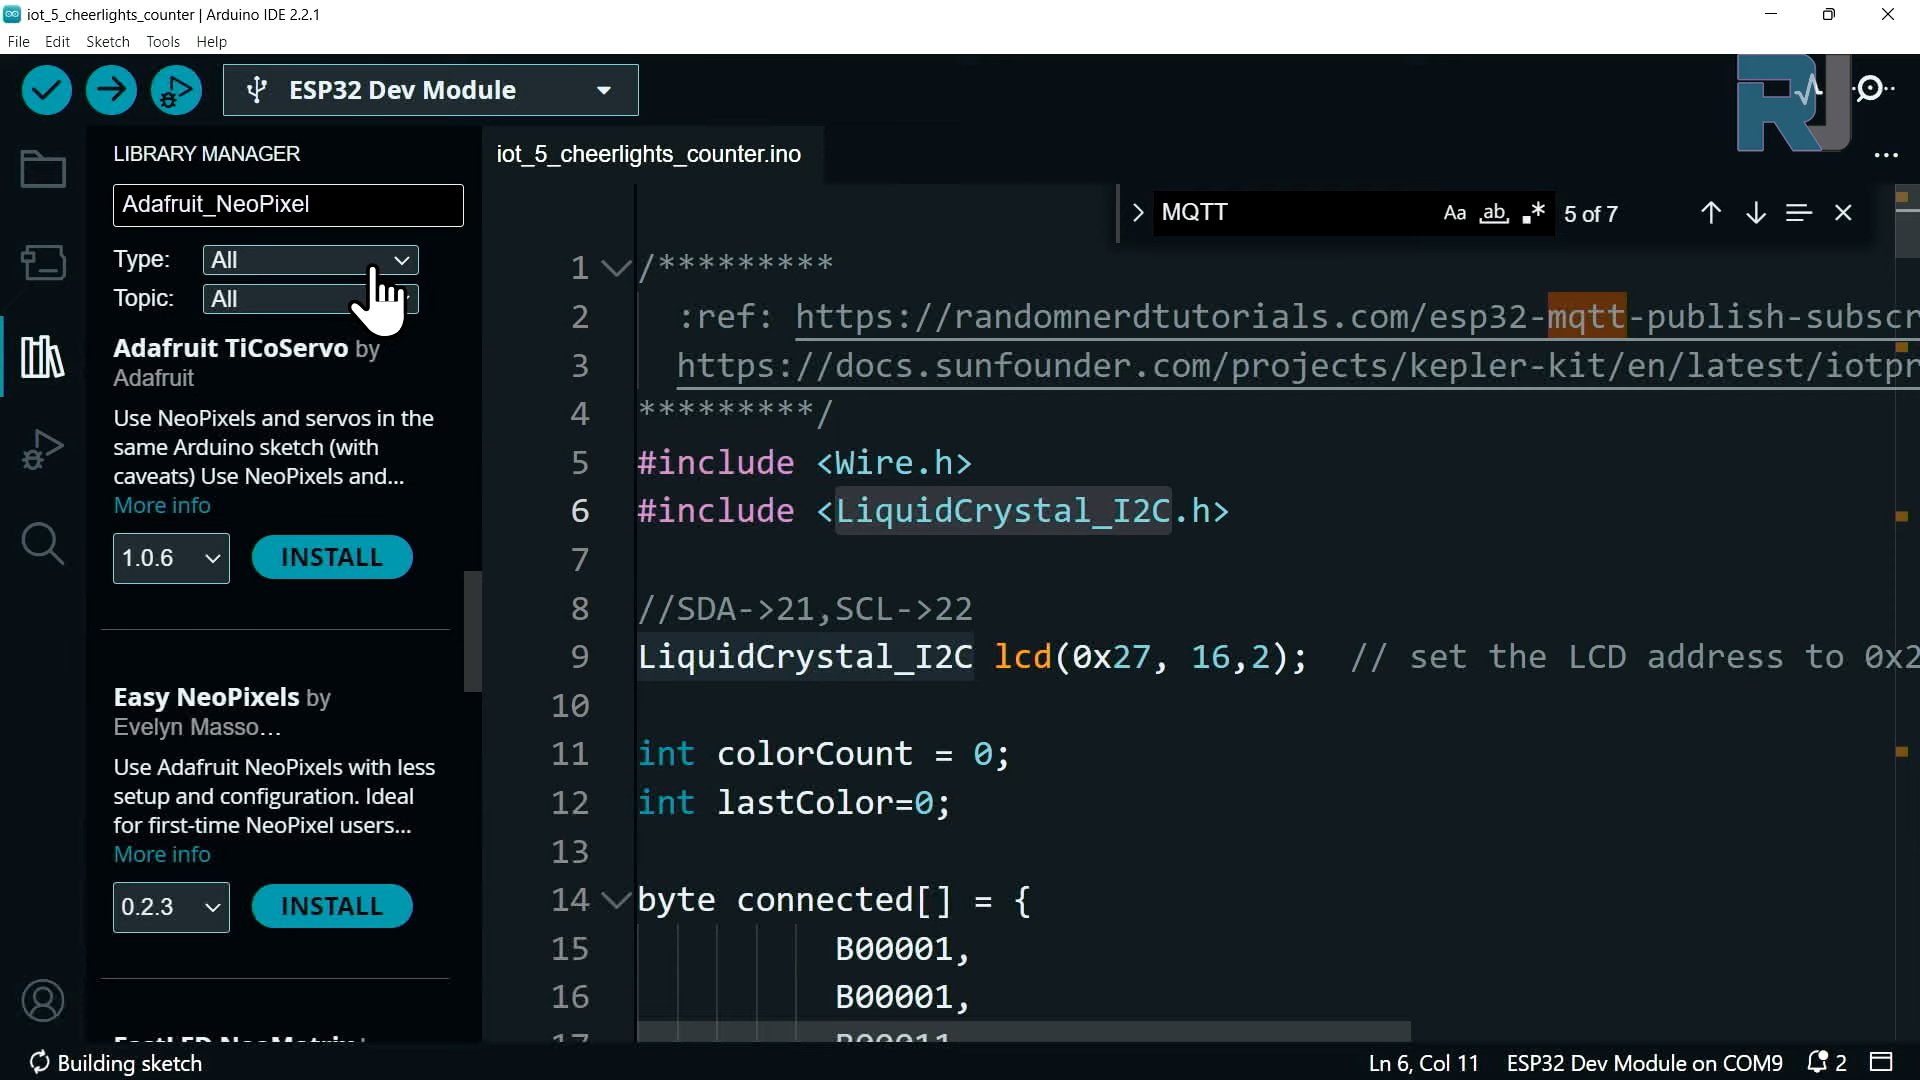 iot_5_cheerlights_counter | Arduino IDE 2.2.1
File Edit Sketch Tools Help
ESP32 Dev Module
RJ
LIBRARY MANAGER
Adafruit_NeoPixel
Type: All
Topic: All
Adafruit TiCoServo by
Adafruit
Use NeoPixels and servos in the
same Arduino sketch (with
caveats) Use NeoPixels and...
More info
1.0.6 INSTALL
Easy NeoPixels by
Evelyn Masso...
Use Adafruit NeoPixels with less
setup and configuration. Ideal
for first-time NeoPixel users...
More info
0.2.3 INSTALL
iot_5_cheerlights_counter.ino
MQTT Aa ab .* 5 of 7
1 /*********
2 :ref: https://randomnerdtutorials.com/esp32-mqtt-publish-subscr
3 https://docs.sunfounder.com/projects/kepler-kit/en/latest/iotpr
4 *********/
5 #include <Wire.h>
6 #include <LiquidCrystal_I2C.h>
7
8 //SDA->21,SCL->22
9 LiquidCrystal_I2C lcd(0x27, 16,2); // set the LCD address to 0x2
10
11 int colorCount = 0;
12 int lastColor=0;
13
14 byte connected[] = {
15 B00001,
16 B00001,
17 B00011
Building sketch
Ln 6, Col 11 ESP32 Dev Module on COM9 2